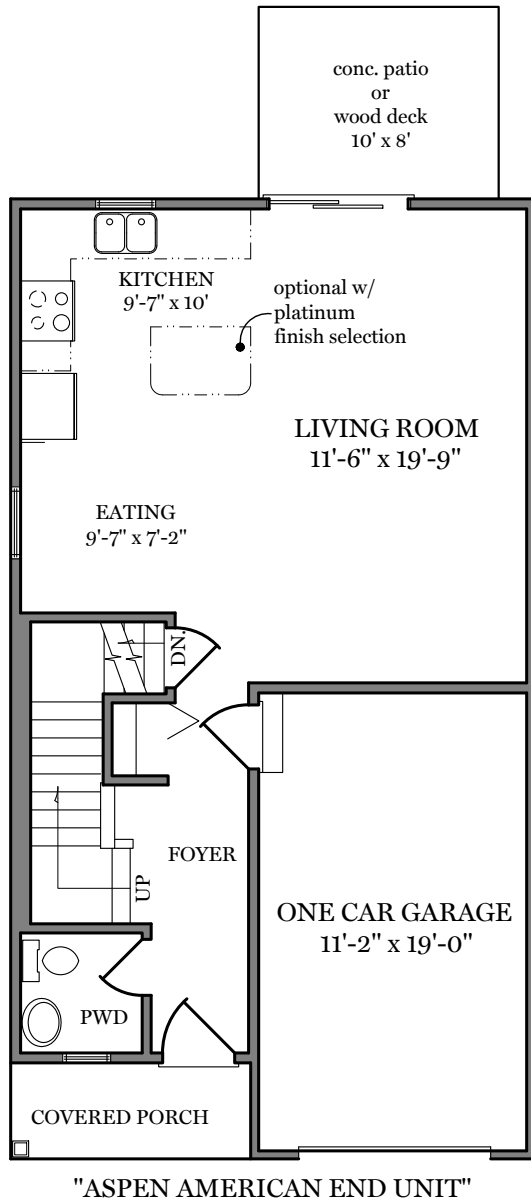 conc. patio
or
wood deck
10' x 8'
KITCHEN
9'-7" x 10'
optional w/
platinum
finish selection
LIVING ROOM
11'-6" x 19'-9"
EATING
9'-7" x 7'-2"
DN.
FOYER
UP
ONE CAR GARAGE
11'-2" x 19'-0"
PWD
COVERED PORCH
"ASPEN AMERICAN END UNIT"